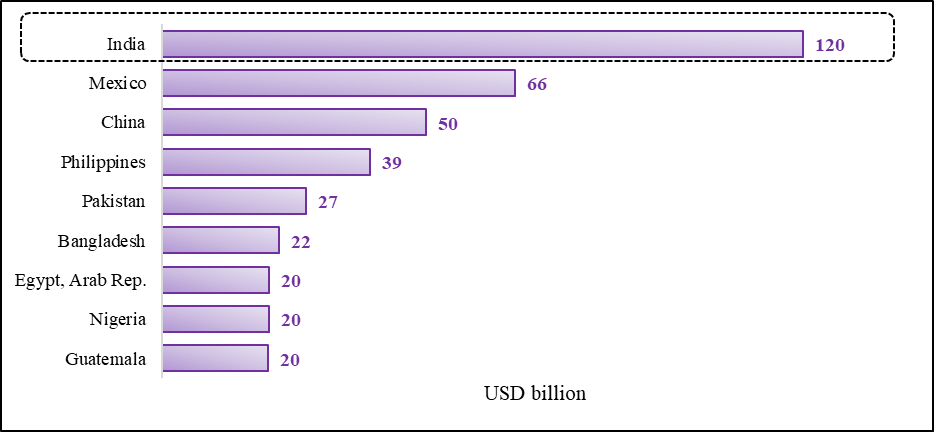 India 120
Mexico 66
China 50
Philippines 39
Pakistan 27
Bangladesh 22
Egypt, Arab Rep. 20
Nigeria 20
Guatemala 20
USD billion